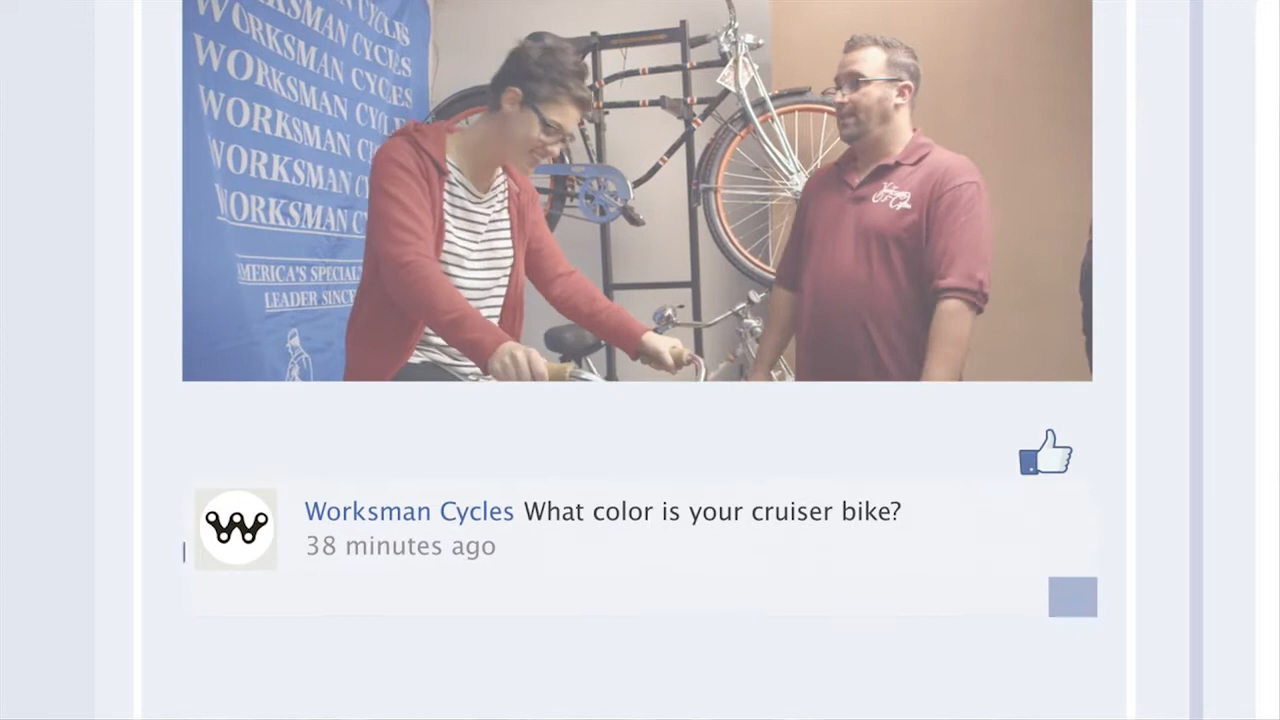 WORKSMAN CYCLES
WORKSMAN CYCLES
WORKSMAN CYCLES
WORKSMAN
WORKSMAN
WORKSMAN
AMERICA'S SPECIAL
LEADER SINCE
Worksman Cycles What color is your cruiser bike?
38 minutes ago